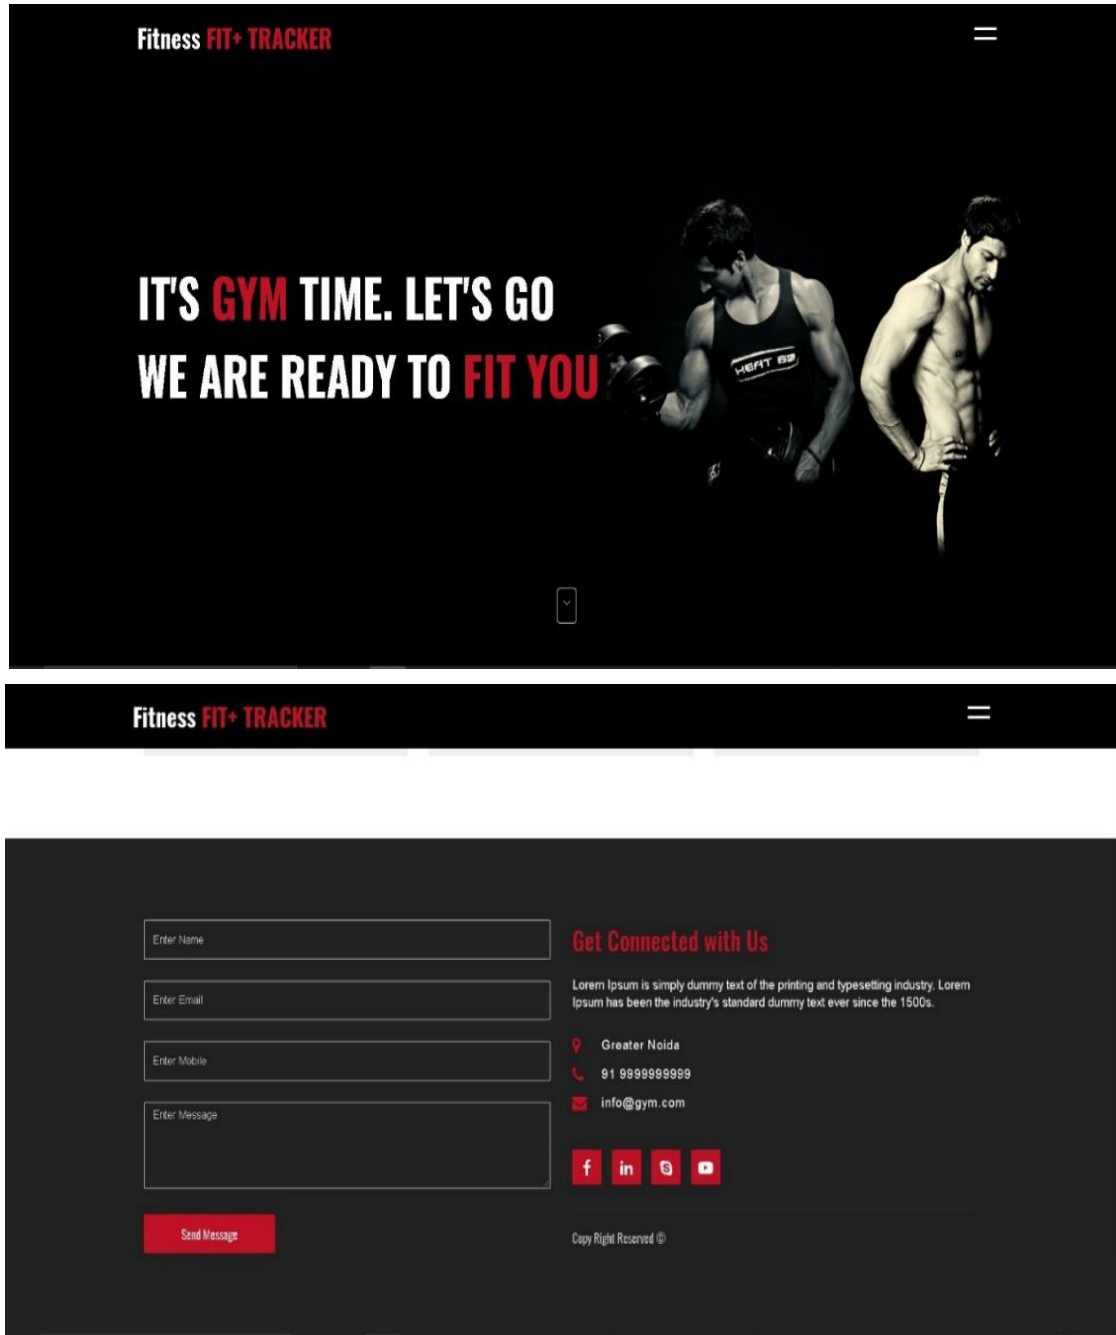 Fitness FIT+ TRACKER
IT'S GYM TIME. LET'S GO
WE ARE READY TO FIT YOU
HEAT GO
Fitness FIT+ TRACKER
Enter Name
Enter Email
Enter Mobile
Enter Message
Send Message
Get Connected with Us
Lorem Ipsum is simply dummy text of the printing and typesetting industry. Lorem
Ipsum has been the industry's standard dummy text ever since the 1500s.
Greater Noida
91 9999999999
info@gym.com
Copy Right Reserved ©